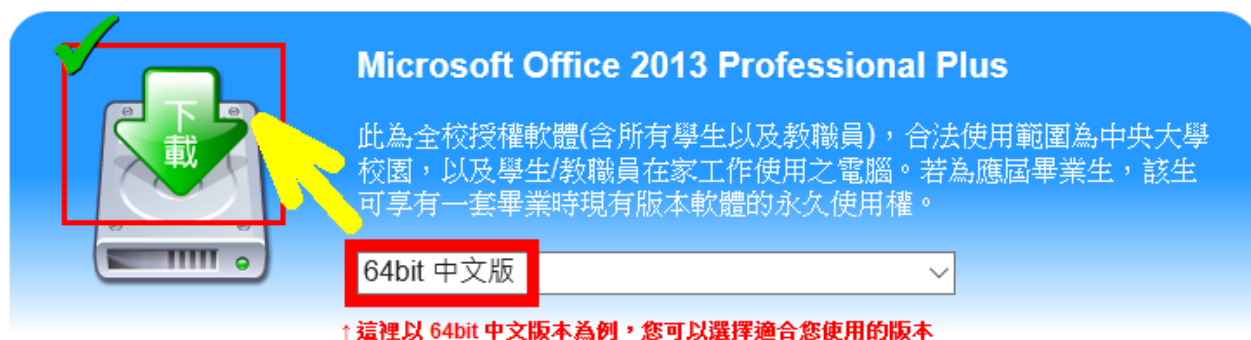 下
載
Microsoft Office 2013 Professional Plus
此為全校授權軟體(含所有學生以及教職員)，合法使用範圍為中央大學
校園，以及學生/教職員在家工作使用之電腦。若為應屆畢業生，該生
可享有一套畢業時現有版本軟體的永久使用權。
64bit 中文版
↑這裡以 64bit 中文版本為例，您可以選擇適合您使用的版本